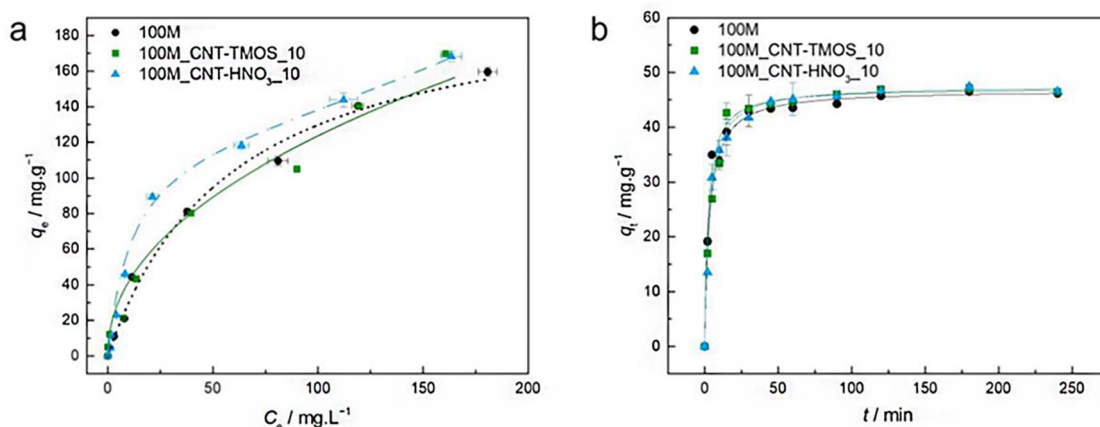 a
100M
100M_CNT-TMOS_10
100M_CNT-HNO₃_10
qₑ / mg.g⁻¹
180
160
140
120
100
80
60
40
20
0
0 50 100 150 200
Cₑ / mg.L⁻¹
b
100M
100M_CNT-TMOS_10
100M_CNT-HNO₃_10
qₜ / mg.g⁻¹
60
50
40
30
20
10
0
0 50 100 150 200 250
t / min